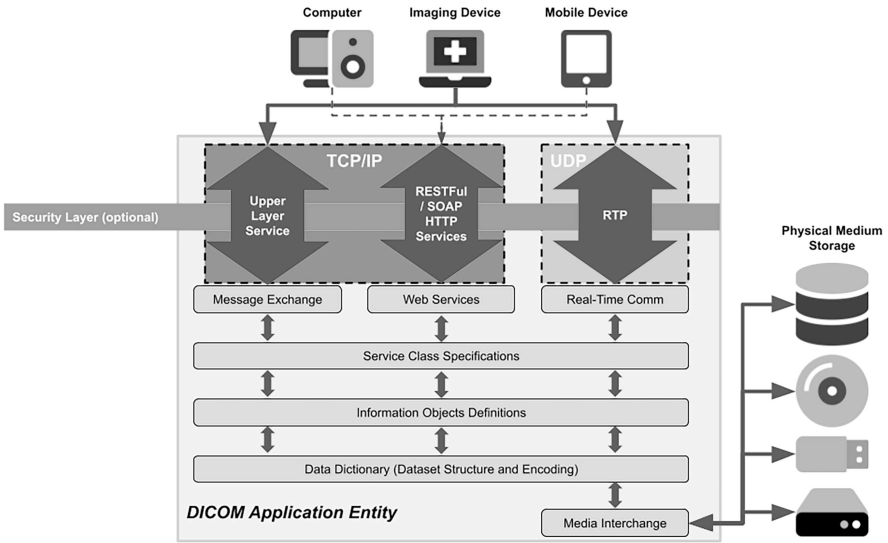 Computer
Imaging Device
Mobile Device
TCP/IP
UDP
Upper
Layer
Service
RESTFul
/ SOAP
HTTP
Services
RTP
Security Layer (optional)
Physical Medium
Storage
Message Exchange
Web Services
Real-Time Comm
Service Class Specifications
Information Objects Definitions
Data Dictionary (Dataset Structure and Encoding)
DICOM Application Entity
Media Interchange